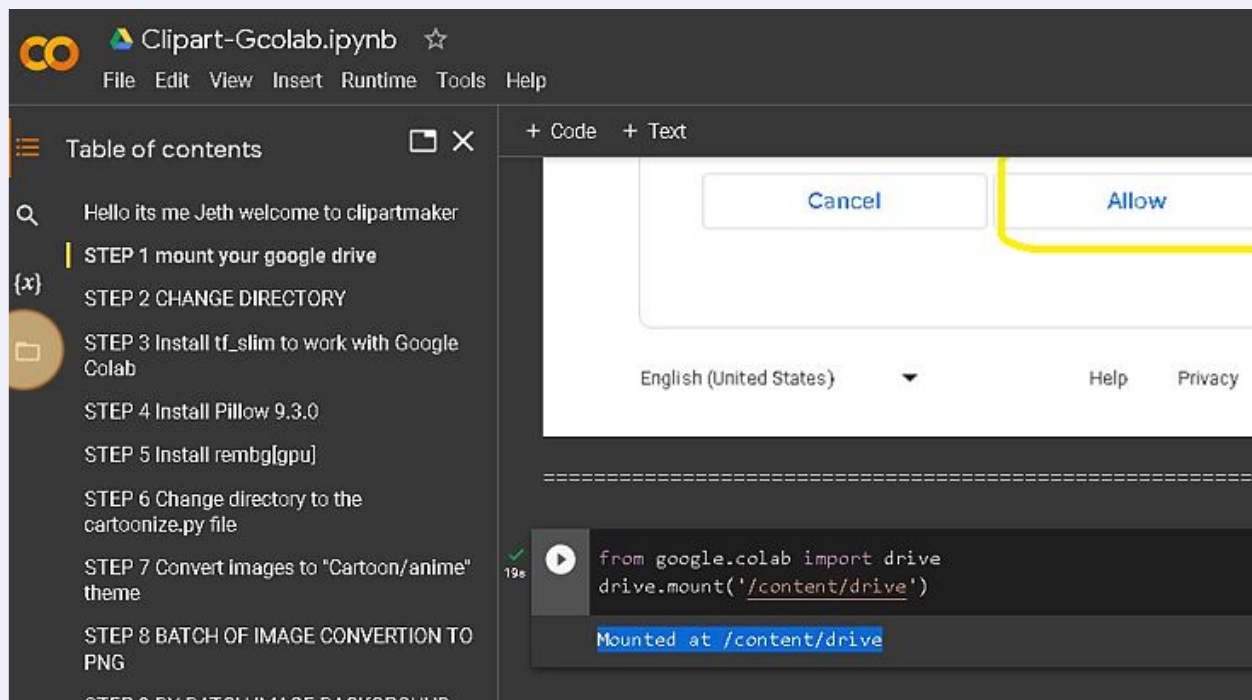 Clipart-Gcolab.ipynb
File Edit View Insert Runtime Tools Help
Table of contents
Hello its me Jeth welcome to clipartmaker
STEP 1 mount your google drive
STEP 2 CHANGE DIRECTORY
STEP 3 Install tf_slim to work with Google
Colab
STEP 4 Install Pillow 9.3.0
STEP 5 Install rembg[gpu]
STEP 6 Change directory to the
cartoonize.py file
STEP 7 Convert images to "Cartoon/anime"
theme
STEP 8 BATCH OF IMAGE CONVERTION TO
PNG
{x}
+ Code + Text
Cancel Allow
English (United States) Help Privacy
==========================================================
19s
from google.colab import drive
drive.mount('/content/drive')
Mounted at /content/drive